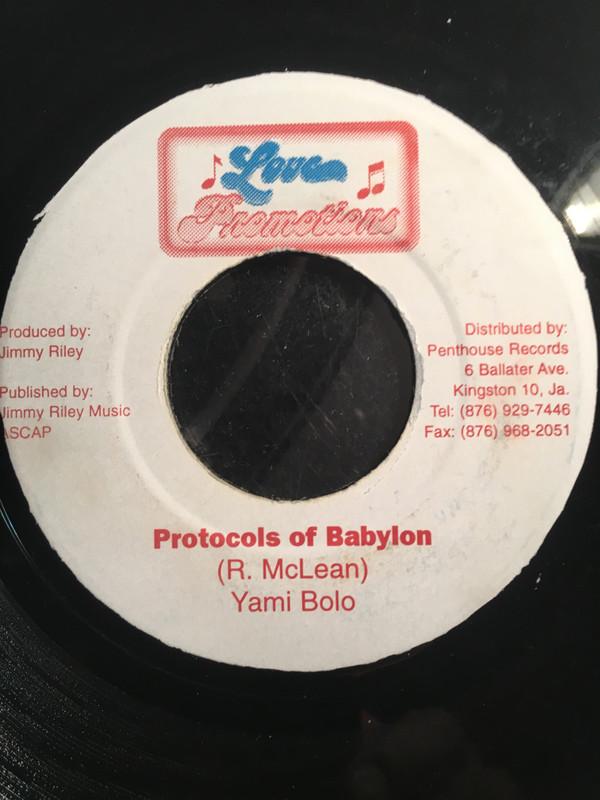 Love
Promotions
Produced by:
Jimmy Riley
Published by:
Jimmy Riley Music
ASCAP
Distributed by:
Penthouse Records
6 Ballater Ave.
Kingston 10, Ja.
Tel: (876) 929-7446
Fax: (876) 968-2051
Protocols of Babylon
(R. McLean)
Yami Bolo